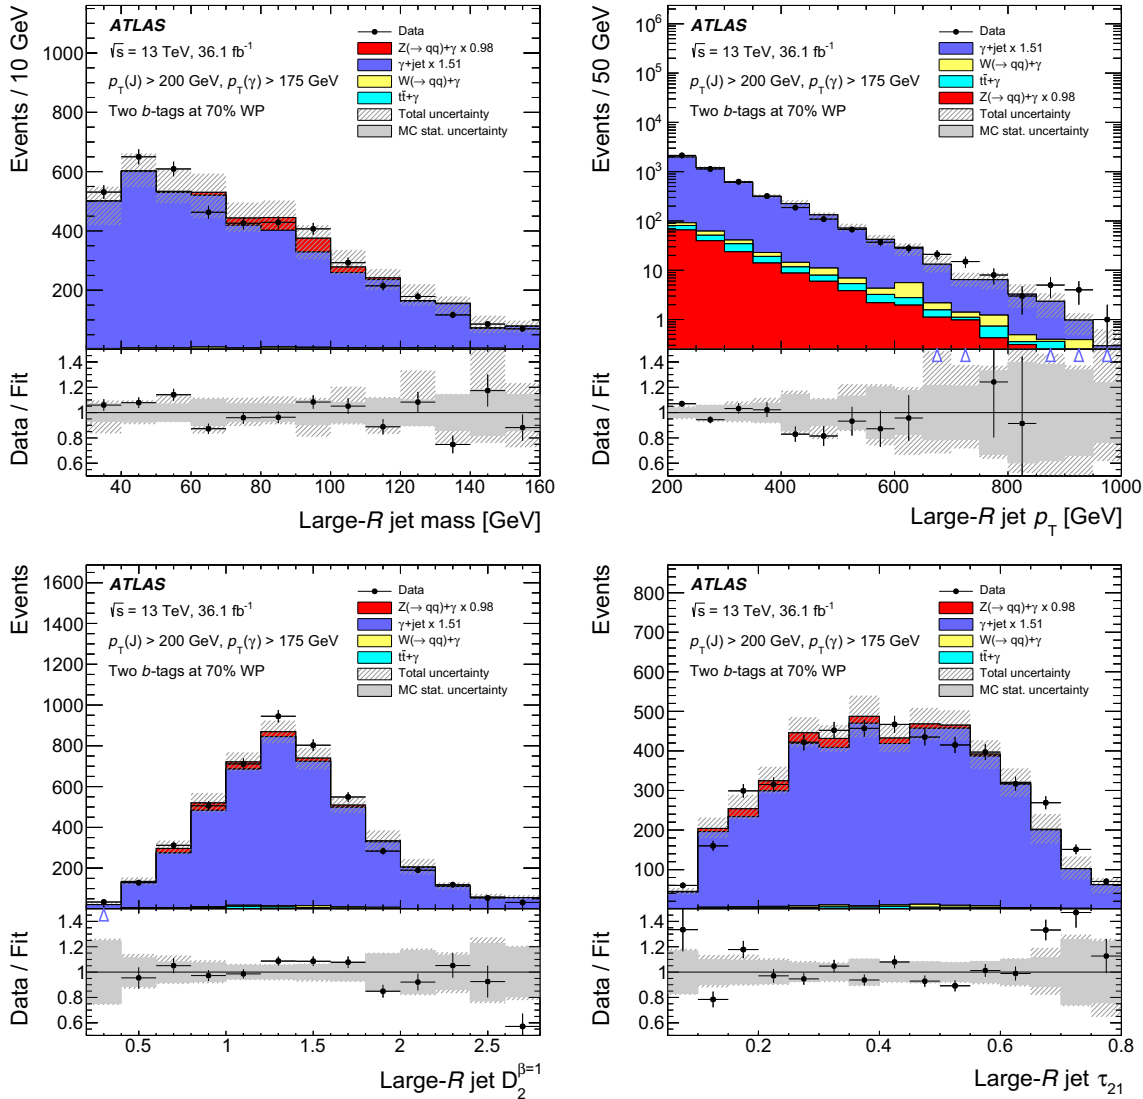 Events / 10 GeV
1000
800
600
400
200
ATLAS
√s = 13 TeV, 36.1 fb⁻¹
p_T(J) > 200 GeV, p_T(γ) > 175 GeV
Two b-tags at 70% WP
Data
Z(→ qq)+γ x 0.98
γ+jet x 1.51
W(→ qq)+γ
tt̄+γ
Total uncertainty
MC stat. uncertainty
Data / Fit
1.4
1.2
1
0.8
0.6
40 60 80 100 120 140 160
Large-R jet mass [GeV]
Events / 50 GeV
10⁶
10⁵
10⁴
10³
10²
10
1
ATLAS
√s = 13 TeV, 36.1 fb⁻¹
p_T(J) > 200 GeV, p_T(γ) > 175 GeV
Two b-tags at 70% WP
Data
γ+jet x 1.51
W(→ qq)+γ
tt̄+γ
Z(→ qq)+γ x 0.98
Total uncertainty
MC stat. uncertainty
Data / Fit
1.4
1.2
1
0.8
0.6
200 400 600 800 1000
Large-R jet p_T [GeV]
Events
1600
1400
1200
1000
800
600
400
200
ATLAS
√s = 13 TeV, 36.1 fb⁻¹
p_T(J) > 200 GeV, p_T(γ) > 175 GeV
Two b-tags at 70% WP
Data
Z(→ qq)+γ x 0.98
γ+jet x 1.51
W(→ qq)+γ
tt̄+γ
Total uncertainty
MC stat. uncertainty
Data / Fit
1.4
1.2
1
0.8
0.6
0.5 1 1.5 2 2.5
Large-R jet D₂^β=1
Events
800
700
600
500
400
300
200
100
ATLAS
√s = 13 TeV, 36.1 fb⁻¹
p_T(J) > 200 GeV, p_T(γ) > 175 GeV
Two b-tags at 70% WP
Data
Z(→ qq)+γ x 0.98
γ+jet x 1.51
W(→ qq)+γ
tt̄+γ
Total uncertainty
MC stat. uncertainty
Data / Fit
1.4
1.2
1
0.8
0.6
0.2 0.4 0.6 0.8
Large-R jet τ₂₁